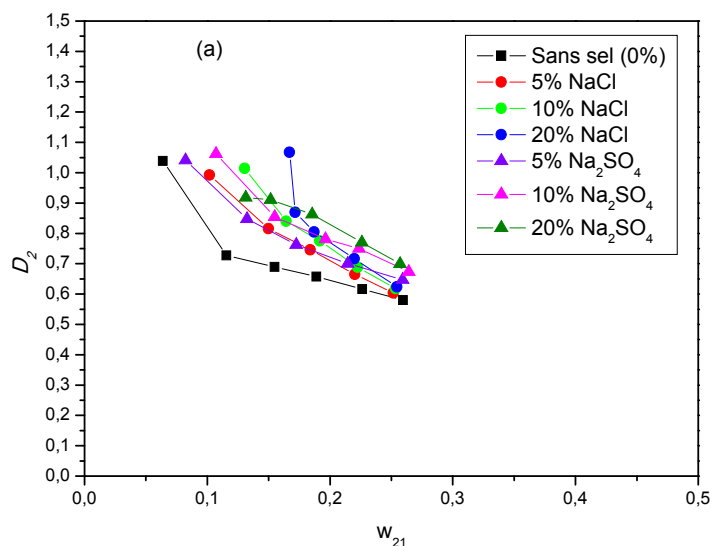 (a)
Sans sel (0%)
5% NaCl
10% NaCl
20% NaCl
5% Na₂SO₄
10% Na₂SO₄
20% Na₂SO₄
1,5
1,4
1,3
1,2
1,1
1,0
0,9
0,8
0,7
0,6
0,5
0,4
0,3
0,2
0,1
0,0
D₂
0,0 0,1 0,2 0,3 0,4 0,5
w₂₁